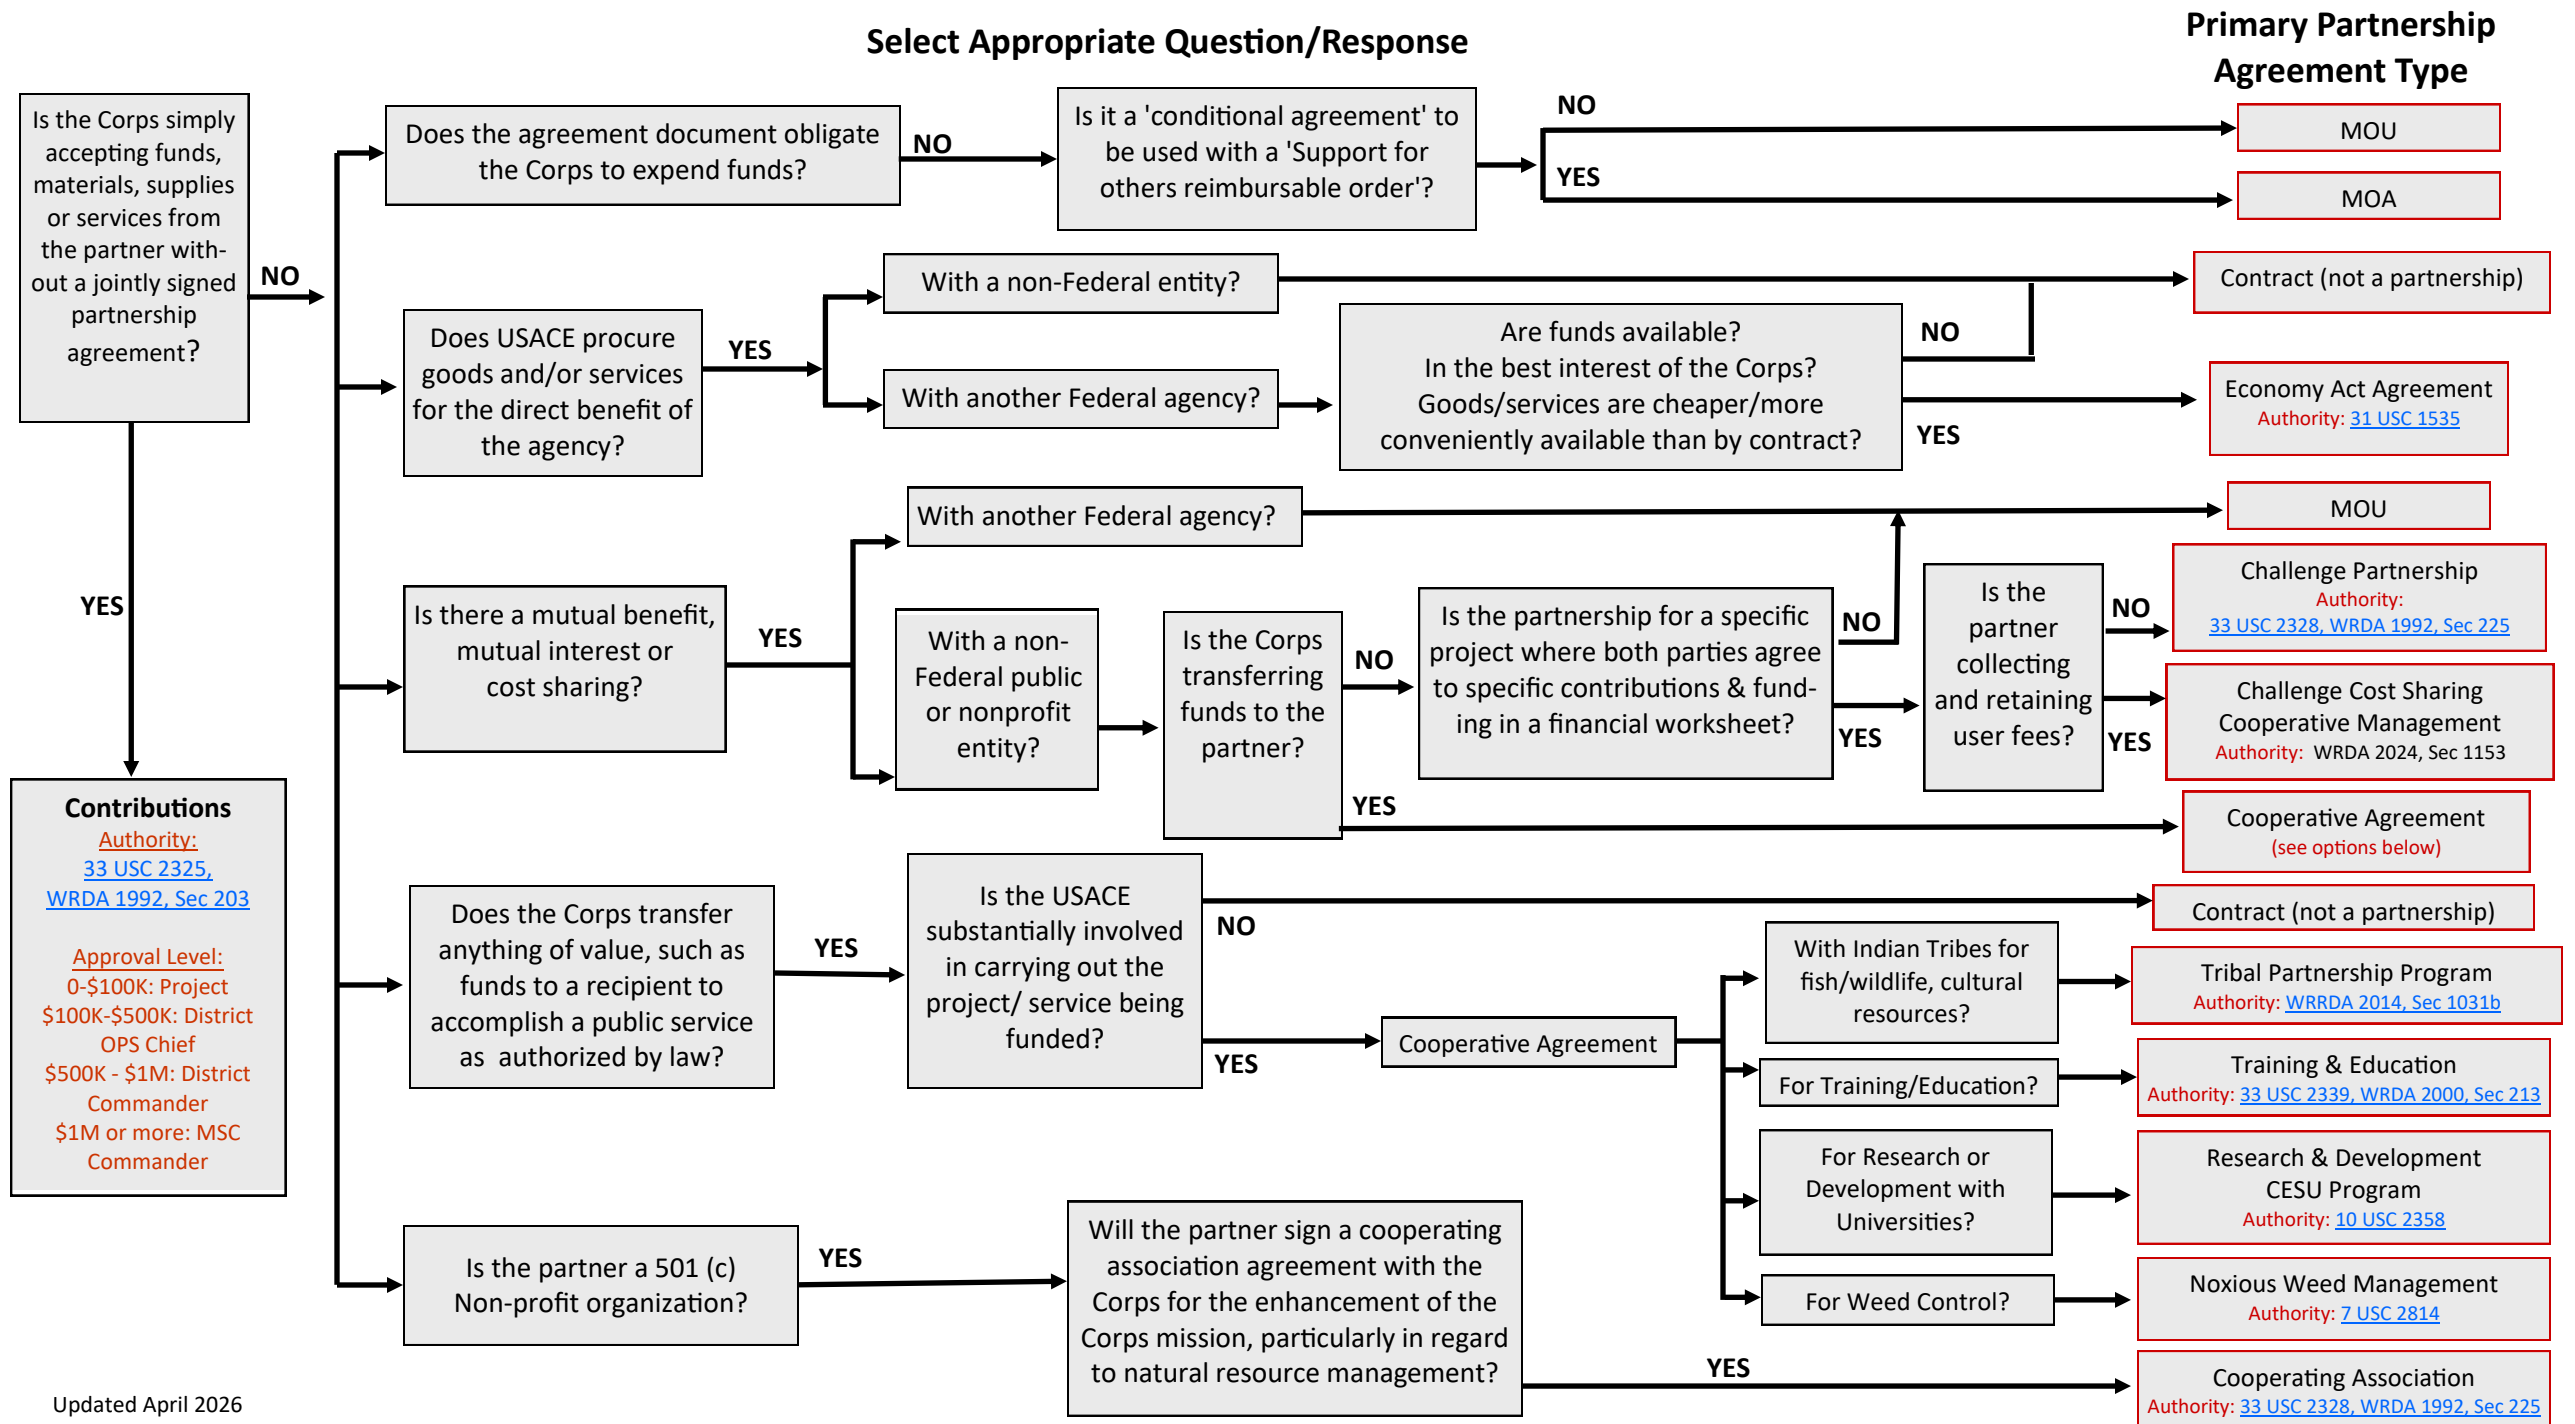 Select Appropriate Question/Response
Primary Partnership
Agreement Type
Is the Corps simply
accepting funds,
materials, supplies
or services from
the partner with-
out a jointly signed
partnership
agreement?
NO
YES
Contributions
Authority:
33 USC 2325,
WRDA 1992, Sec 203
Approval Level:
0-$100K: Project
$100K-$500K: District
OPS Chief
$500K - $1M: District
Commander
$1M or more: MSC
Commander
Does the agreement document obligate
the Corps to expend funds?
NO
Is it a 'conditional agreement' to
be used with a 'Support for
others reimbursable order'?
NO
YES
MOU
MOA
Does USACE procure
goods and/or services
for the direct benefit of
the agency?
YES
With a non-Federal entity?
With another Federal agency?
Are funds available?
In the best interest of the Corps?
Goods/services are cheaper/more
conveniently available than by contract?
NO
YES
Contract (not a partnership)
Economy Act Agreement
Authority: 31 USC 1535
Is there a mutual benefit,
mutual interest or
cost sharing?
YES
With another Federal agency?
MOU
With a non-
Federal public
or nonprofit
entity?
Is the Corps
transferring
funds to the
partner?
NO
YES
Is the partnership for a specific
project where both parties agree
to specific contributions & fund-
ing in a financial worksheet?
NO
YES
Is the
partner
collecting
and retaining
user fees?
NO
YES
Challenge Partnership
Authority:
33 USC 2328, WRDA 1992, Sec 225
Challenge Cost Sharing
Cooperative Management
Authority: WRDA 2024, Sec 1153
Cooperative Agreement
(see options below)
Does the Corps transfer
anything of value, such as
funds to a recipient to
accomplish a public service
as authorized by law?
YES
Is the USACE
substantially involved
in carrying out the
project/ service being
funded?
NO
YES
Contract (not a partnership)
Cooperative Agreement
With Indian Tribes for
fish/wildlife, cultural
resources?
Tribal Partnership Program
Authority: WRRDA 2014, Sec 1031b
For Training/Education?
Training & Education
Authority: 33 USC 2339, WRDA 2000, Sec 213
For Research or
Development with
Universities?
Research & Development
CESU Program
Authority: 10 USC 2358
For Weed Control?
Noxious Weed Management
Authority: 7 USC 2814
Is the partner a 501 (c)
Non-profit organization?
YES
Will the partner sign a cooperating
association agreement with the
Corps for the enhancement of the
Corps mission, particularly in regard
to natural resource management?
YES
Cooperating Association
Authority: 33 USC 2328, WRDA 1992, Sec 225
Updated April 2026